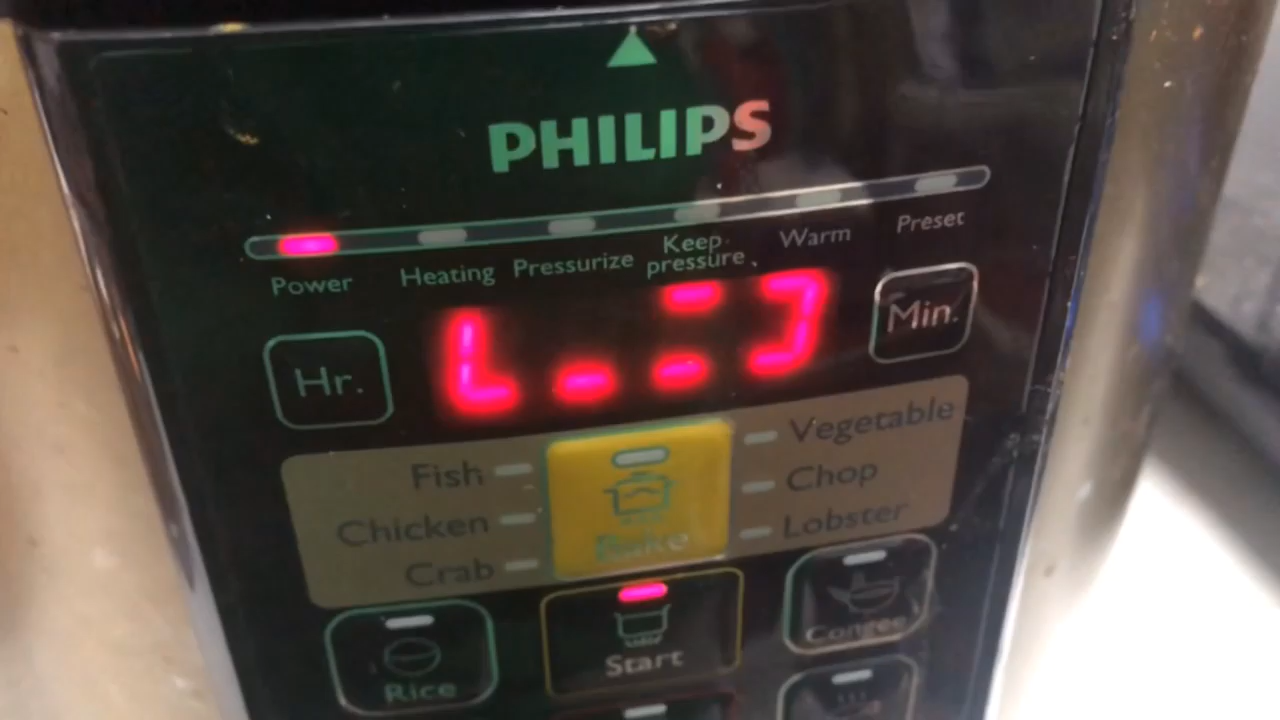 PHILIPS
Power Heating Pressurize Keep pressure Warm Preset
Hr.
Min.
Fish
Chicken
Crab
Bake
Vegetable
Chop
Lobster
Rice
Start
Congee